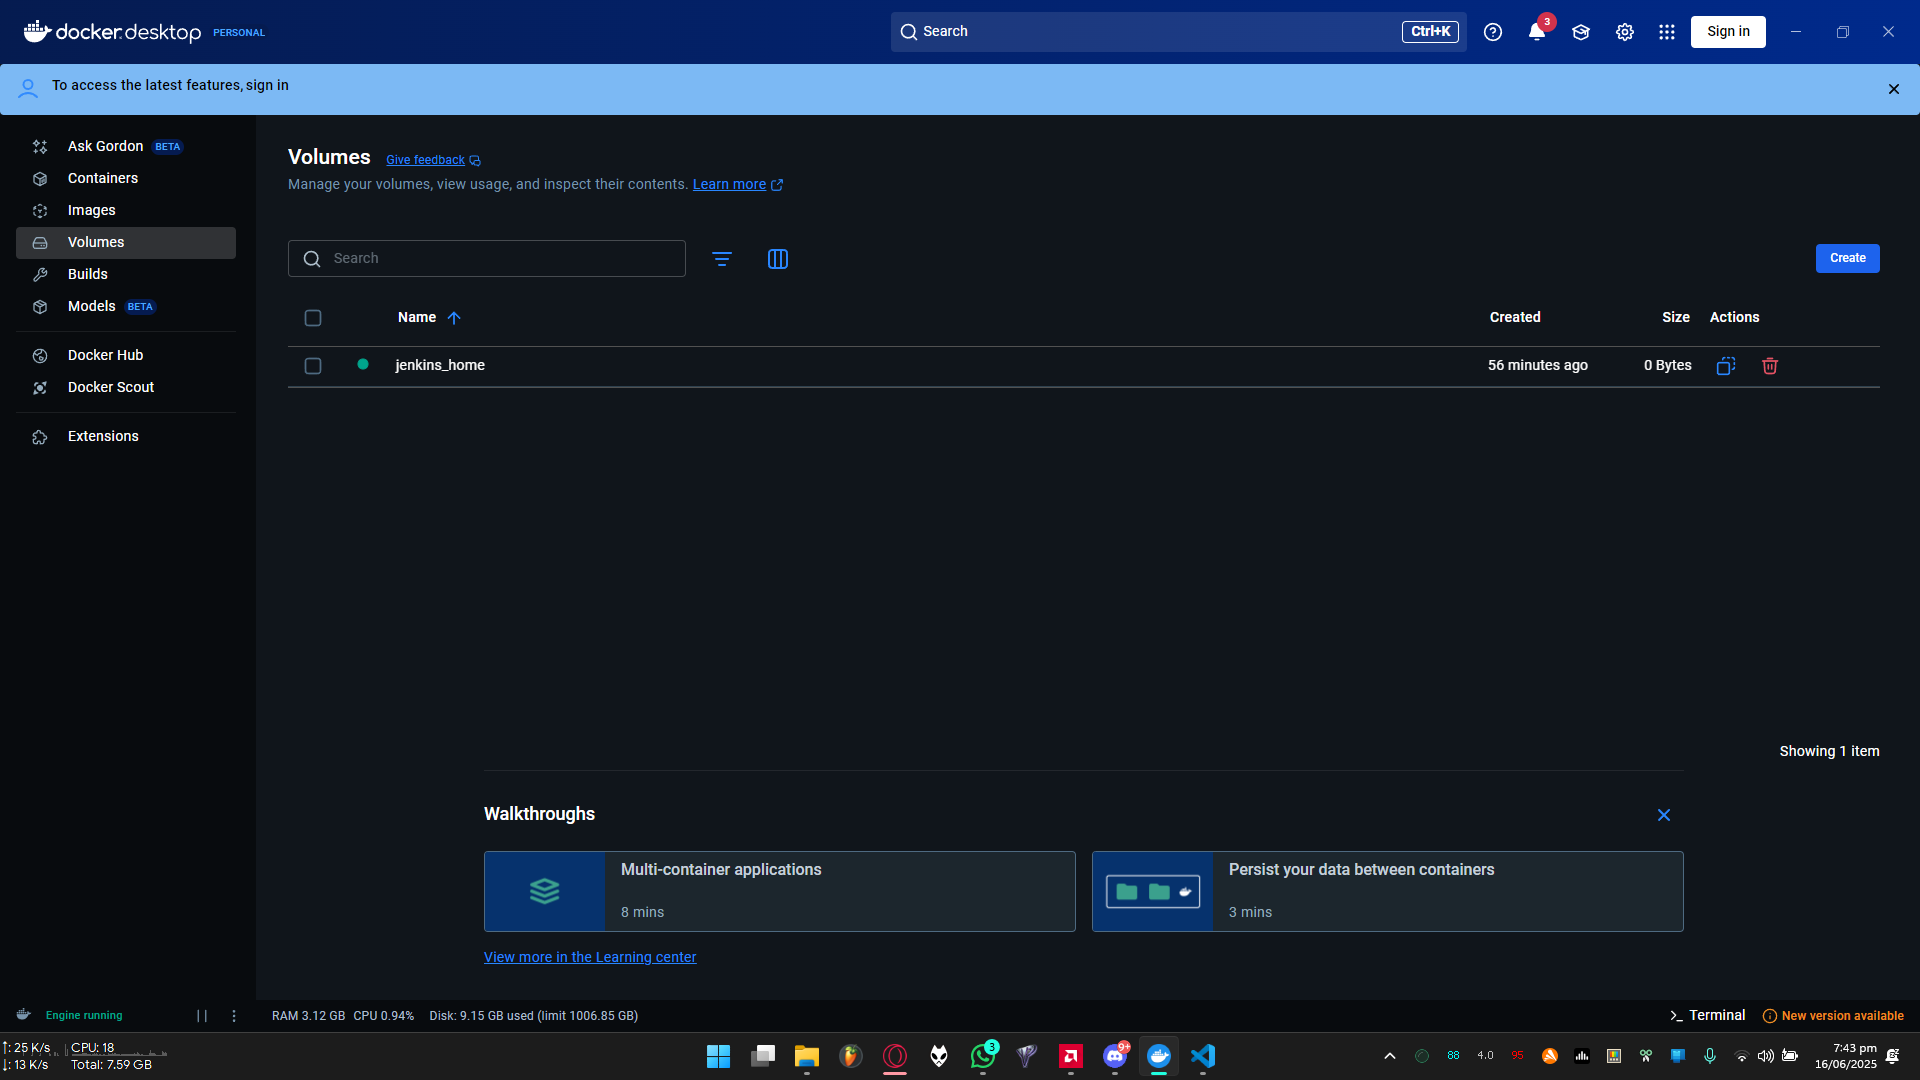 docker.desktop PERSONAL
Search Ctrl+K 3 Sign in
To access the latest features, sign in
Ask Gordon BETA
Containers
Images
Volumes
Builds
Models BETA
Docker Hub
Docker Scout
Extensions
Volumes Give feedback
Manage your volumes, view usage, and inspect their contents. Learn more
Search
Create
Name Created Size Actions
jenkins_home 56 minutes ago 0 Bytes
Showing 1 item
Walkthroughs
Multi-container applications
8 mins
Persist your data between containers
3 mins
View more in the Learning center
Engine running RAM 3.12 GB CPU 0.94% Disk: 9.15 GB used (limit 1006.85 GB) Terminal New version available
↑: 25 K/s CPU: 18
↓: 13 K/s Total: 7.59 GB
3 9+ 88 4.0 95
7:43 pm
16/06/2025